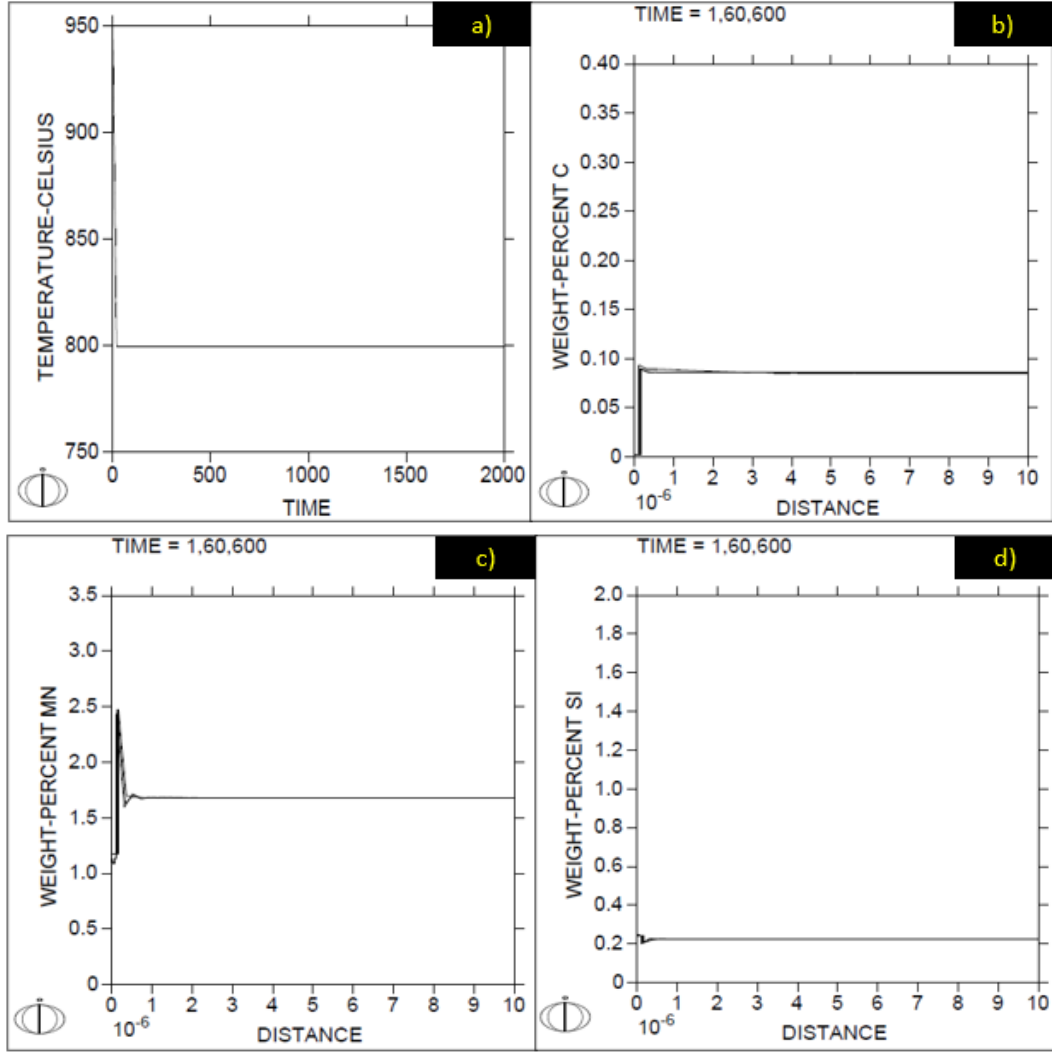 a)
950
900
850
800
750
TEMPERATURE-CELSIUS
0 500 1000 1500 2000
TIME
TIME = 1,60,600
b)
0.40
0.35
0.30
0.25
0.20
0.15
0.10
0.05
0
WEIGHT-PERCENT C
0 1 2 3 4 5 6 7 8 9 10
10-6
DISTANCE
TIME = 1,60,600
c)
3.5
3.0
2.5
2.0
1.5
1.0
0.5
0
WEIGHT-PERCENT MN
0 1 2 3 4 5 6 7 8 9 10
10-6
DISTANCE
TIME = 1,60,600
d)
2.0
1.8
1.6
1.4
1.2
1.0
0.8
0.6
0.4
0.2
0
WEIGHT-PERCENT SI
0 1 2 3 4 5 6 7 8 9 10
10-6
DISTANCE